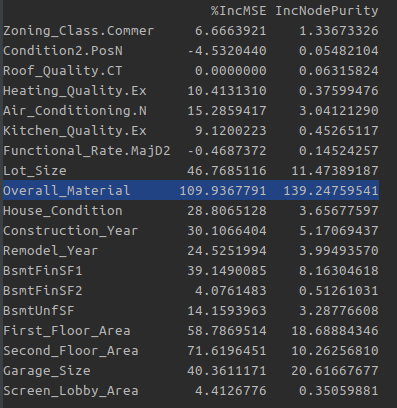 %IncMSE IncNodePurity
Zoning_Class.Commer 6.6663921 1.33673326
Condition2.PosN -4.5320440 0.05482104
Roof_Quality.CT 0.0000000 0.06315824
Heating_Quality.Ex 10.4131310 0.37599476
Air_Conditioning.N 15.2859417 3.04121290
Kitchen_Quality.Ex 9.1200223 0.45265117
Functional_Rate.MajD2 -0.4687372 0.14524257
Lot_Size 46.7685116 11.47389187
Overall_Material 109.9367791 139.24759541
House_Condition 28.8065128 3.65677597
Construction_Year 30.1066404 5.17069437
Remodel_Year 24.5251994 3.99493570
BsmtFinSF1 39.1490085 8.16304618
BsmtFinSF2 4.0761483 0.51261031
BsmtUnfSF 14.1593963 3.28776608
First_Floor_Area 58.7869514 18.68884346
Second_Floor_Area 71.6196451 10.26256810
Garage_Size 40.3611171 20.61667677
Screen_Lobby_Area 4.4126776 0.35059881